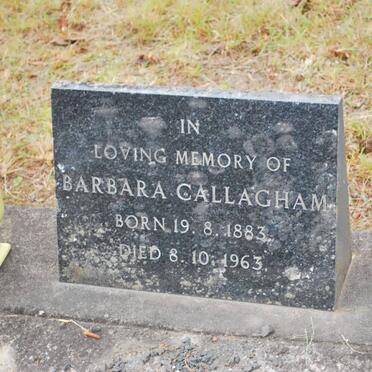 IN
LOVING MEMORY OF
BARBARA CALLAGHAM
BORN 19. 8. 1883.
DIED 8. 10. 1963.